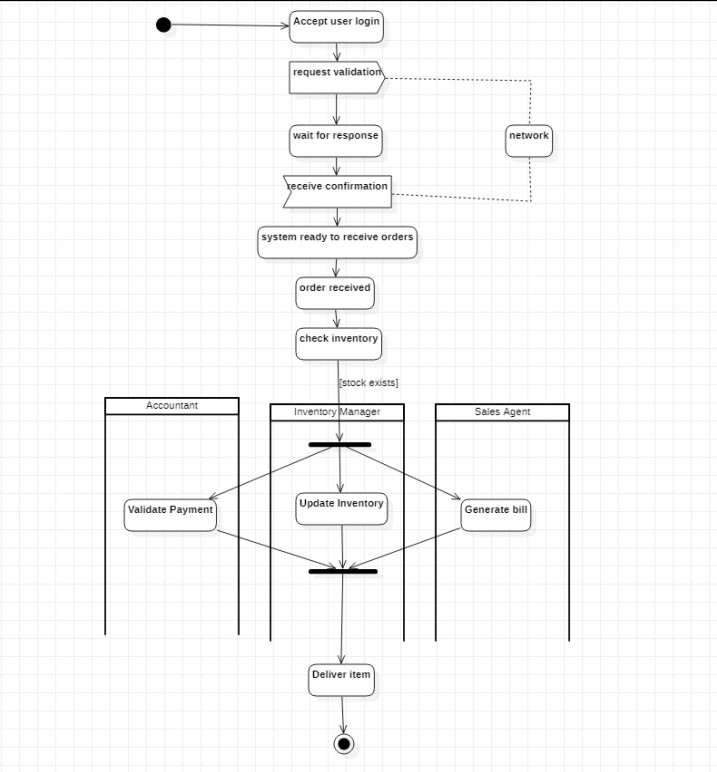 Accept user login
request validation
wait for response
network
receive confirmation
system ready to receive orders
order received
check inventory
[stock exists]
Accountant
Inventory Manager
Sales Agent
Validate Payment
Update Inventory
Generate bill
Deliver item